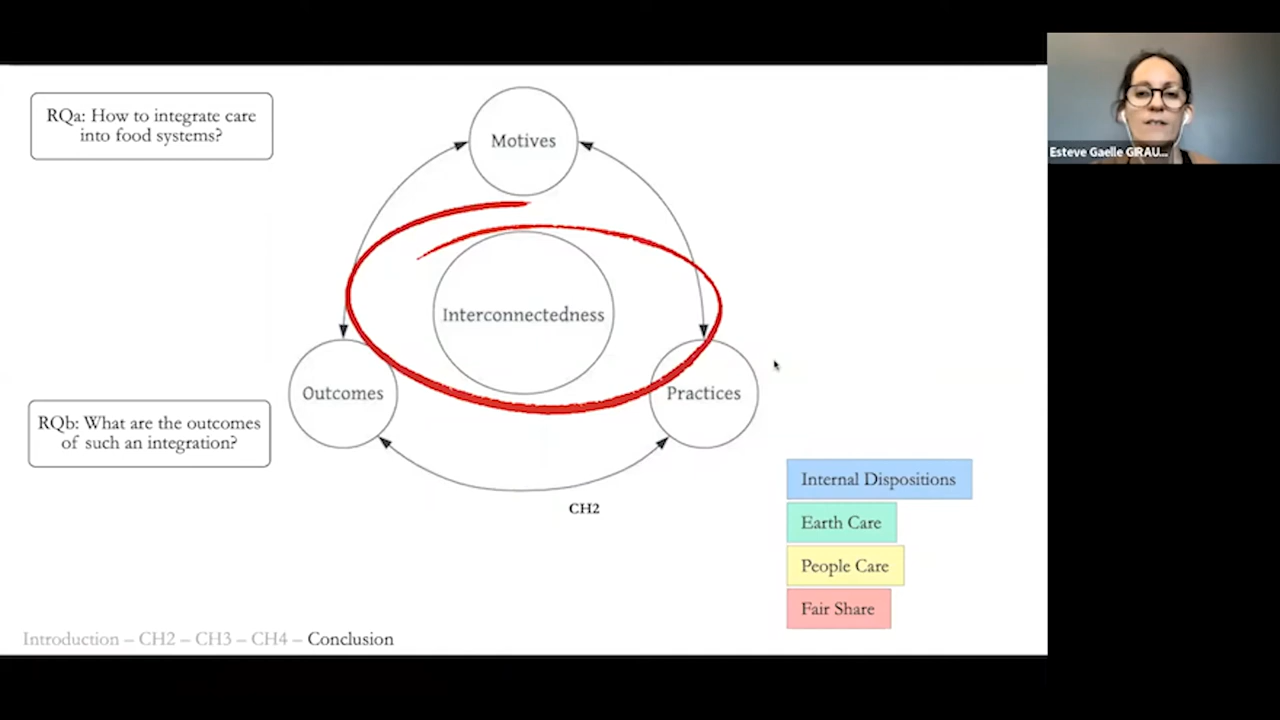 RQa: How to integrate care
into food systems?
Motives
Esteve Gaelle GIRAU...
Interconnectedness
Outcomes
Practices
RQb: What are the outcomes
of such an integration?
CH2
Internal Dispositions
Earth Care
People Care
Fair Share
Introduction – CH2 – CH3 – CH4 – Conclusion